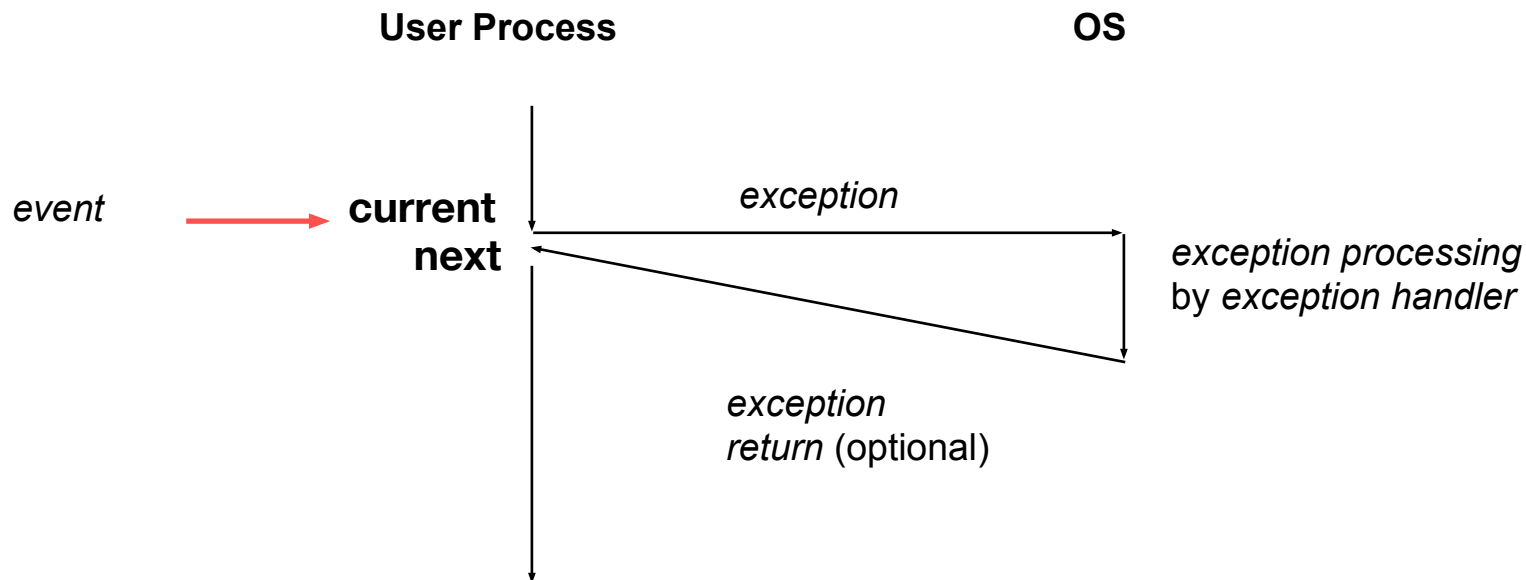 User Process
OS
event
current
next
exception
exception processing
by exception handler
exception
return (optional)